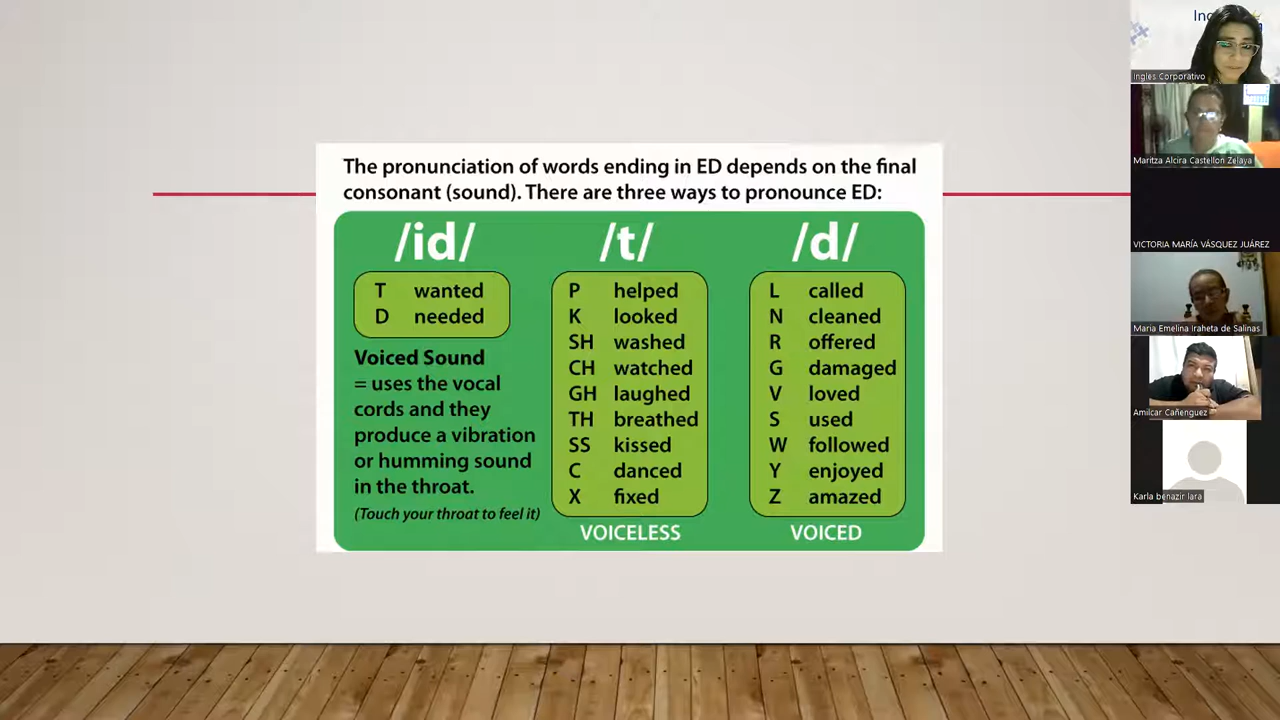 The pronunciation of words ending in ED depends on the final
consonant (sound). There are three ways to pronounce ED:
/id/
T wanted
D needed
Voiced Sound
= uses the vocal
cords and they
produce a vibration
or humming sound
in the throat.
(Touch your throat to feel it)
/t/
P helped
K looked
SH washed
CH watched
GH laughed
TH breathed
SS kissed
C danced
X fixed
VOICELESS
/d/
L called
N cleaned
R offered
G damaged
V loved
S used
W followed
Y enjoyed
Z amazed
VOICED
Ingles Corporativo
Maritza Alcira Castellon Zelaya
VICTORIA MARÍA VÁSQUEZ JUÁREZ
Maria Emelina Iraheta de Salinas
Amilcar Cañenguez
Karla benazir lara